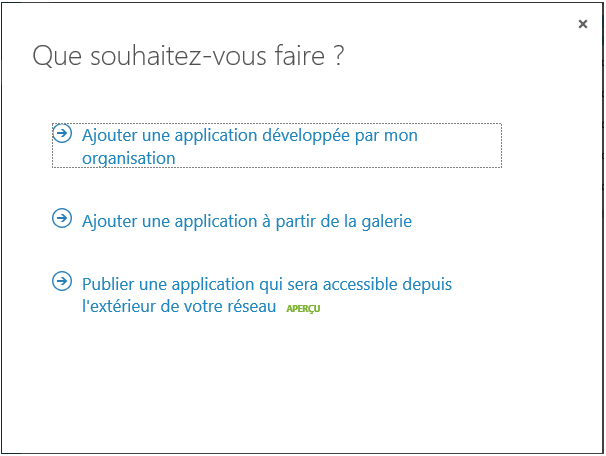 Que souhaitez-vous faire ?
Ajouter une application développée par mon
organisation
Ajouter une application à partir de la galerie
Publier une application qui sera accessible depuis
l'extérieur de votre réseau APERÇU